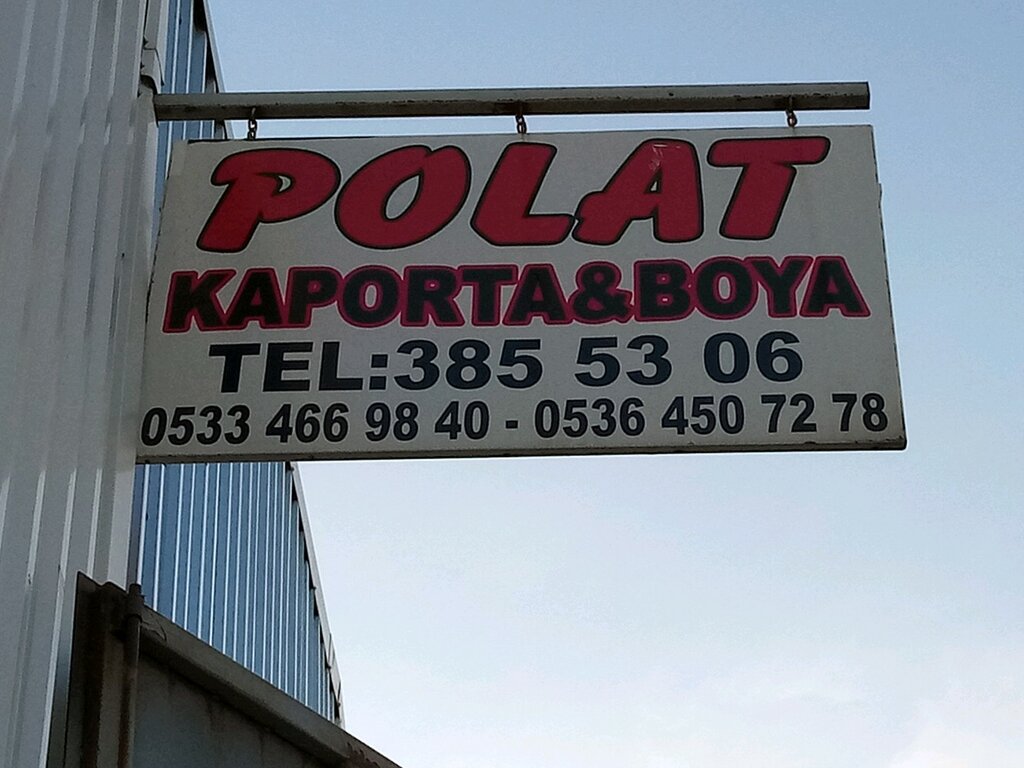 POLAT
KAPORTA&BOYA
TEL:385 53 06
0533 466 98 40 - 0536 450 72 78